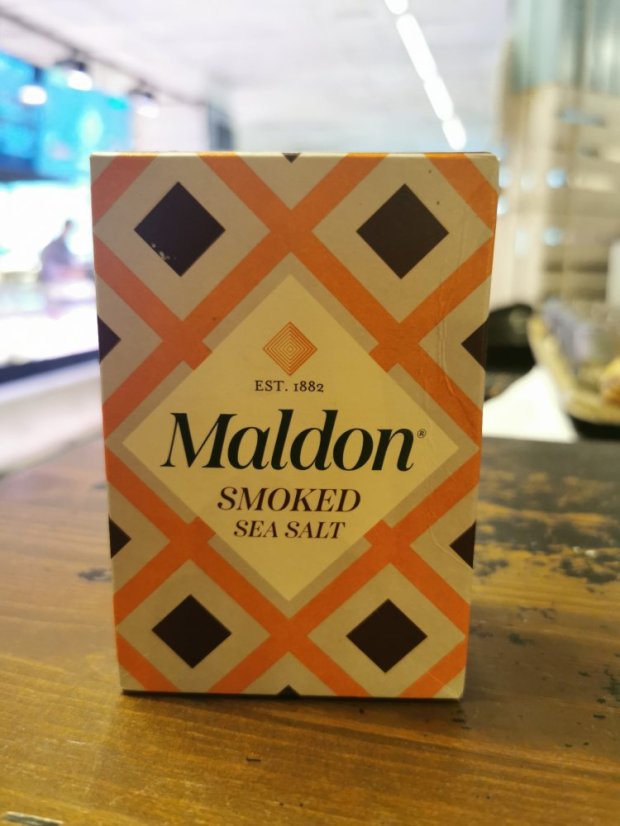 EST. 1882
Maldon®
SMOKED
SEA SALT